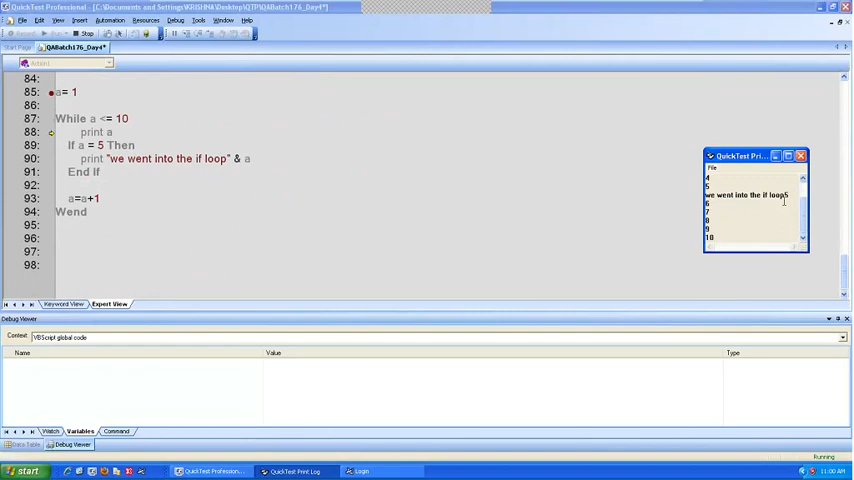 QuickTest Professional - [C:\Documents and Settings\KRISHNA\Desktop\QTP\QABatch176_Day4*]
File Edit View Insert Automation Resources Debug Tools Window Help
Record Run Stop
Start Page QABatch176_Day4*
Action1
84:
85: a= 1
86:
87: While a <= 10
88: print a
89: If a = 5 Then
90: print "we went into the if loop" & a
91: End If
92:
93: a=a+1
94: Wend
95:
96:
97:
98:
QuickTest Pri...
File
4
5
we went into the if loop5
6
7
8
9
10
Keyword View Expert View
Debug Viewer
Context: VBScript global code
Name Value Type
Watch Variables Command
Data Table Debug Viewer
Running
start QuickTest Profession... QuickTest Print Log Login 11:00 AM